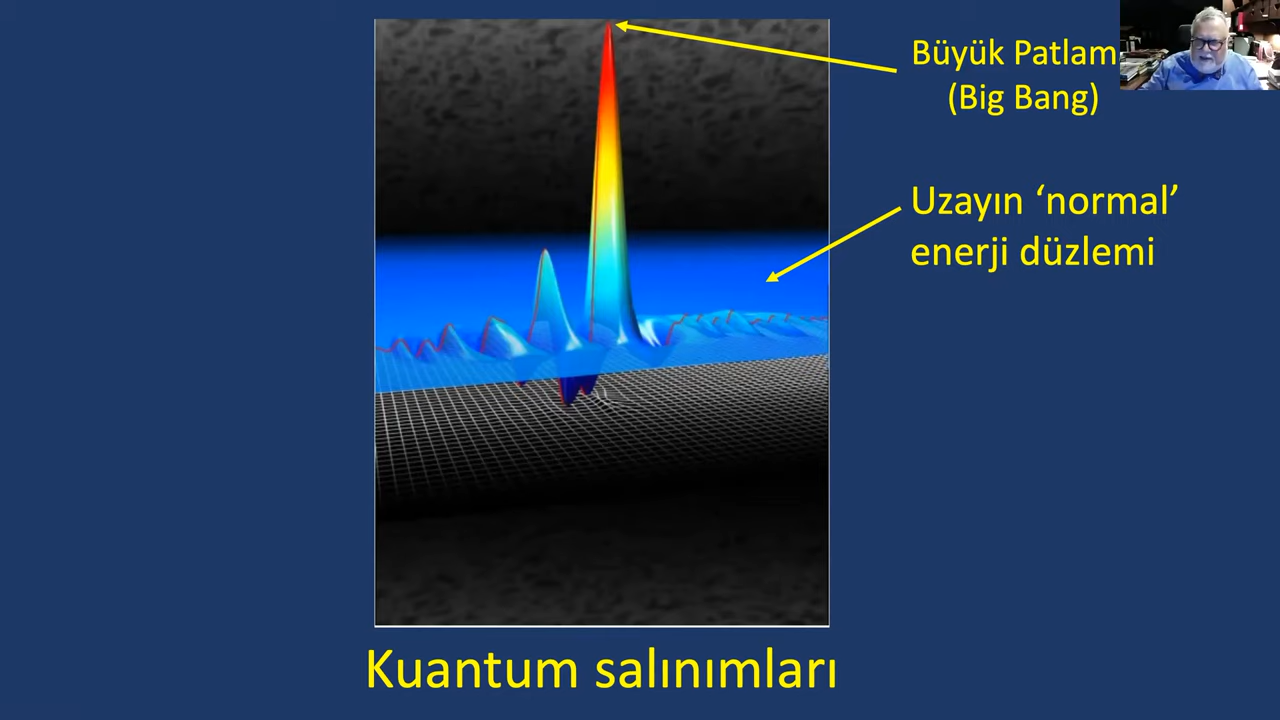 Büyük Patlam
(Big Bang)
Uzayın ‘normal’
enerji düzlemi
Kuantum salınımları